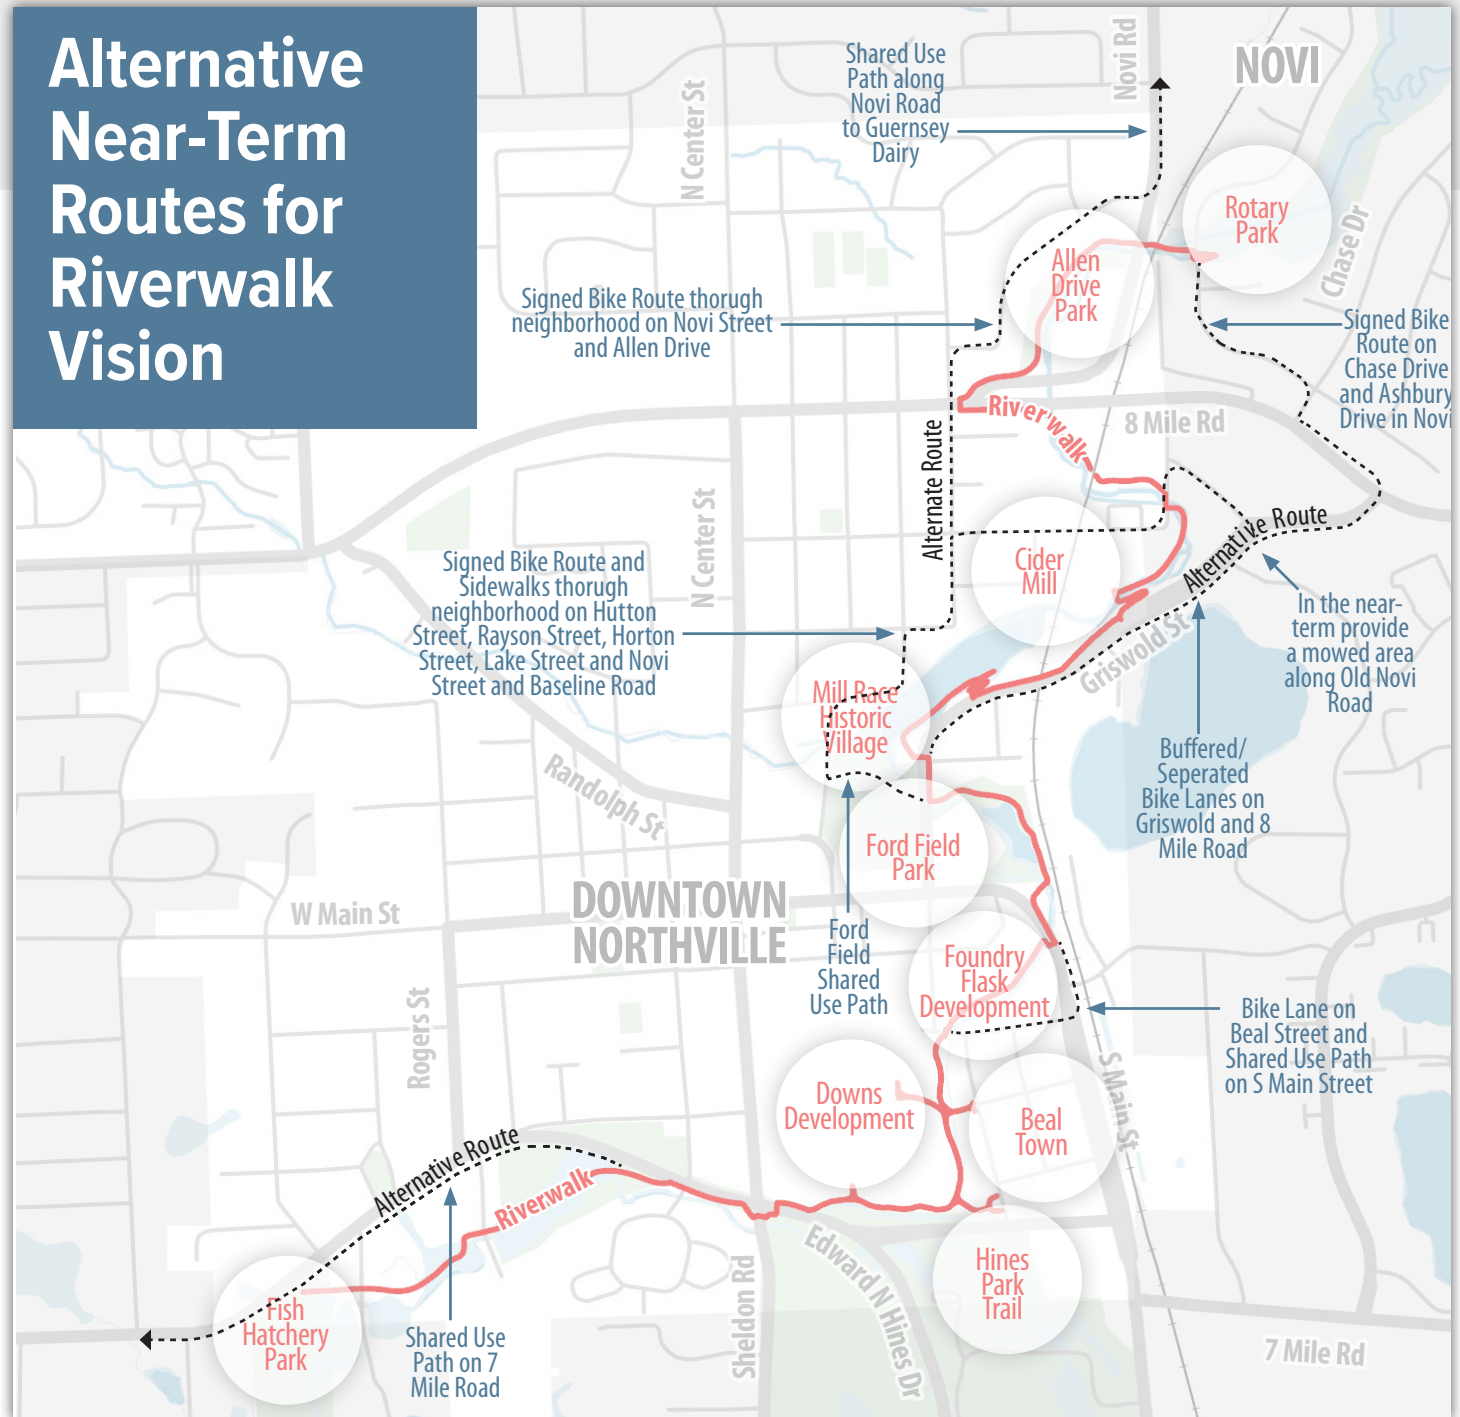 Alternative
Near-Term
Routes for
Riverwalk
Vision
Shared Use
Path along
Novi Road
to Guernsey
Dairy
Novi Rd
NOVI
N Center St
Rotary
Park
Chase Dr
Allen
Drive
Park
Signed Bike Route thorugh
neighborhood on Novi Street
and Allen Drive
Signed Bike
Route on
Chase Drive
and Ashbury
Drive in Novi
Riverwalk
8 Mile Rd
Alternate Route
N Center St
Alternative Route
Cider
Mill
Signed Bike Route and
Sidewalks thorugh
neighborhood on Hutton
Street, Rayson Street, Horton
Street, Lake Street and Novi
Street and Baseline Road
In the near-
term provide
a mowed area
along Old Novi
Road
Griswold St
Mill Race
Historic
Village
Buffered/
Seperated
Bike Lanes on
Griswold and 8
Mile Road
Randolph St
Ford Field
Park
DOWNTOWN
NORTHVILLE
W Main St
Ford
Field
Shared
Use Path
Foundry
Flask
Development
Rogers St
Bike Lane on
Beal Street and
Shared Use Path
on S Main Street
S Main St
Downs
Development
Beal
Town
Alternative Route
Riverwalk
Edward N Hines Dr
Sheldon Rd
Hines
Park
Trail
Fish
Hatchery
Park
Shared Use
Path on 7
Mile Road
7 Mile Rd